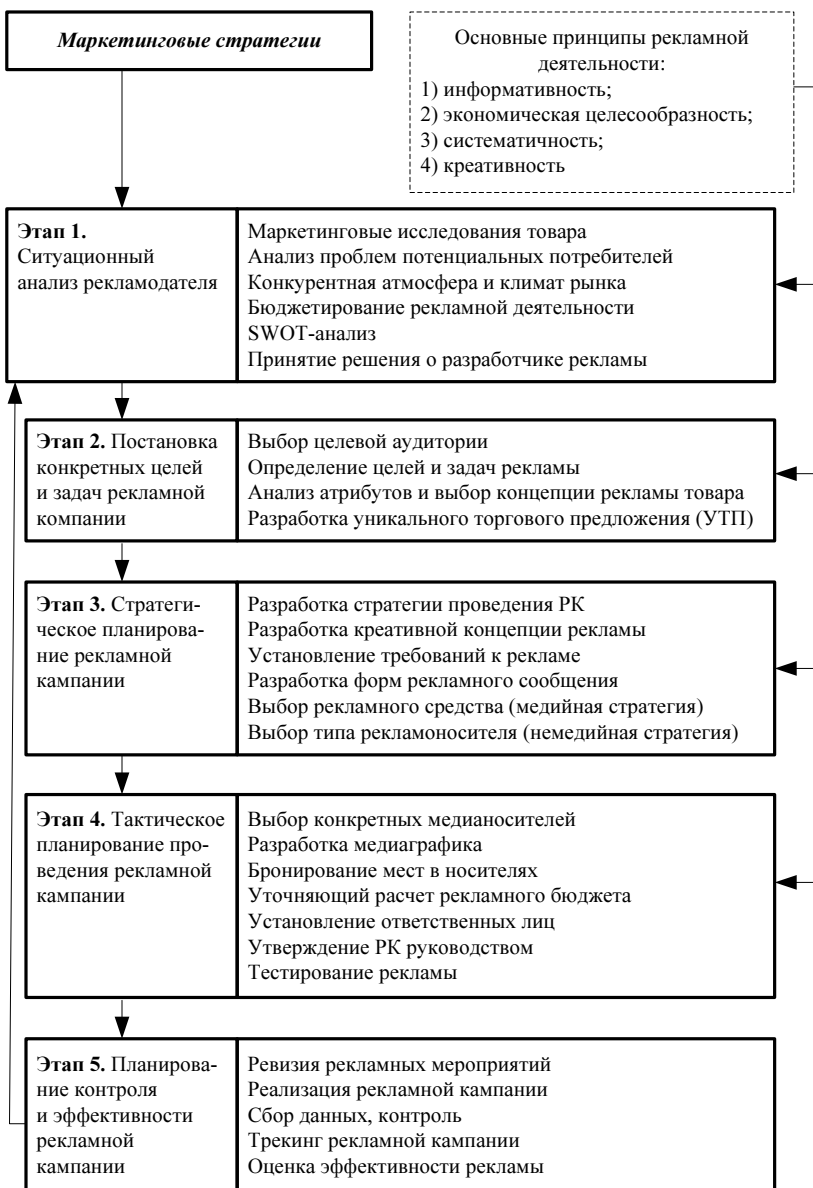 Маркетинговые стратегии
Основные принципы рекламной
деятельности:
1) информативность;
2) экономическая целесообразность;
3) систематичность;
4) креативность
Этап 1.
Ситуационный
анализ рекламодателя
Маркетинговые исследования товара
Анализ проблем потенциальных потребителей
Конкурентная атмосфера и климат рынка
Бюджетирование рекламной деятельности
SWOT-анализ
Принятие решения о разработчике рекламы
Этап 2. Постановка
конкретных целей
и задач рекламной
компании
Выбор целевой аудитории
Определение целей и задач рекламы
Анализ атрибутов и выбор концепции рекламы товара
Разработка уникального торгового предложения (УТП)
Этап 3. Стратеги-
ческое планирова-
ние рекламной
кампании
Разработка стратегии проведения РК
Разработка креативной концепции рекламы
Установление требований к рекламе
Разработка форм рекламного сообщения
Выбор рекламного средства (медийная стратегия)
Выбор типа рекламоносителя (немедийная стратегия)
Этап 4. Тактическое
планирование про-
ведения рекламной
кампании
Выбор конкретных медианосителей
Разработка медиаграфика
Бронирование мест в носителях
Уточняющий расчет рекламного бюджета
Установление ответственных лиц
Утверждение РК руководством
Тестирование рекламы
Этап 5. Планирова-
ние контроля
и эффективности
рекламной
кампании
Ревизия рекламных мероприятий
Реализация рекламной кампании
Сбор данных, контроль
Трекинг рекламной кампании
Оценка эффективности рекламы